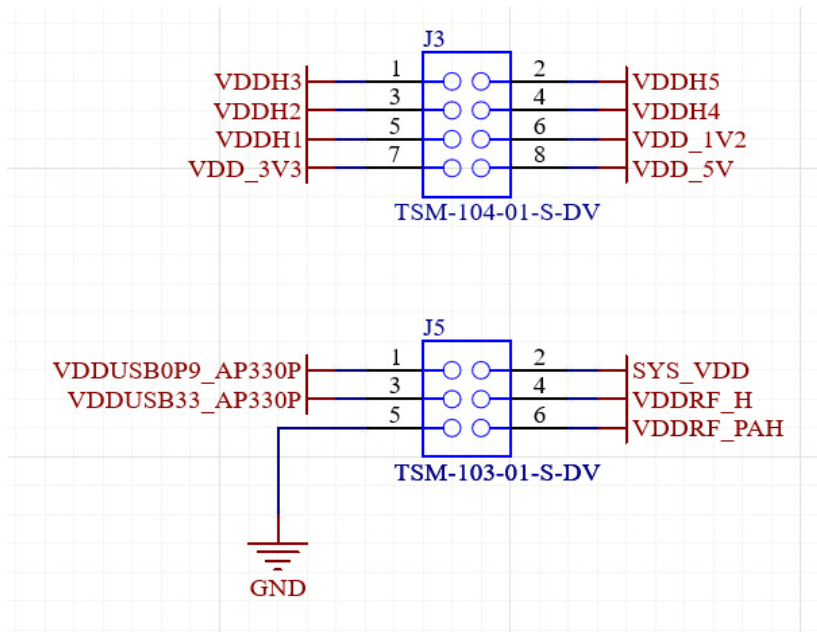 J3
VDDH3 1 2 VDDH5
VDDH2 3 4 VDDH4
VDDH1 5 6 VDD_1V2
VDD_3V3 7 8 VDD_5V
TSM-104-01-S-DV
J5
VDDUSB0P9_AP330P 1 2 SYS_VDD
VDDUSB33_AP330P 3 4 VDDRF_H
5 6 VDDRF_PAH
TSM-103-01-S-DV
GND